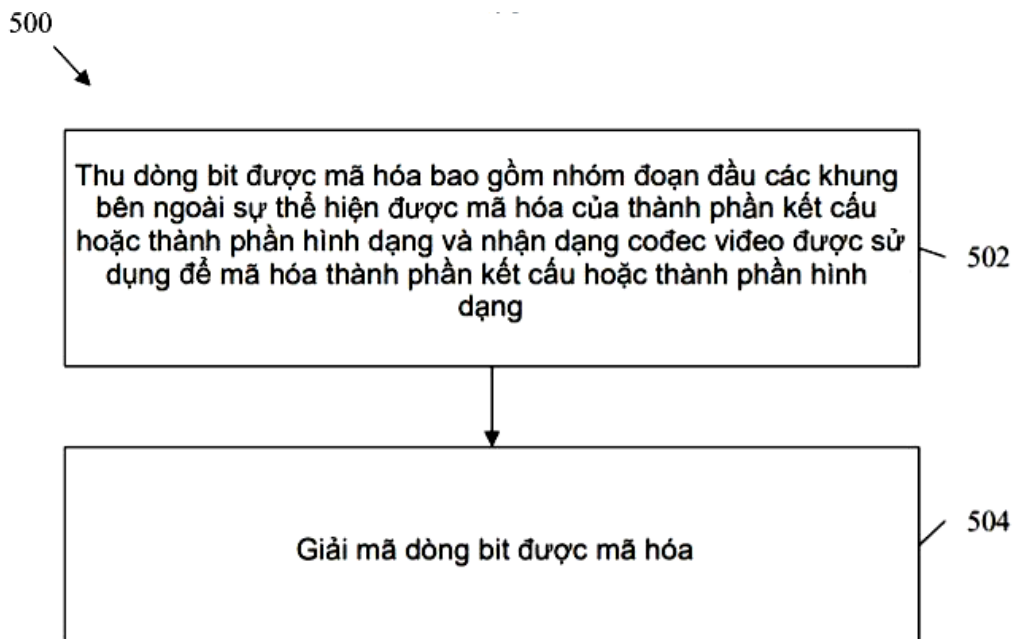 500
Thu dòng bit được mã hóa bao gồm nhóm đoạn đầu các khung
bên ngoài sự thể hiện được mã hóa của thành phần kết cấu
hoặc thành phần hình dạng và nhận dạng cođec viđeo được sử
dụng để mã hóa thành phần kết cấu hoặc thành phần hình
dạng
502
Giải mã dòng bit được mã hóa
504